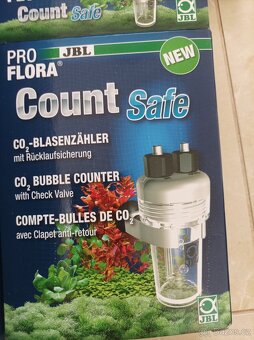 FLORA®
Count Safe
JBL
PRO JBL
FLORA®
NEW
Count Safe
CO₂-BLASENZÄHLER
mit Rücklaufsicherung
CO₂ BUBBLE COUNTER
with Check Valve
COMPTE-BULLES DE CO₂
avec Clapet anti-retour
JBL